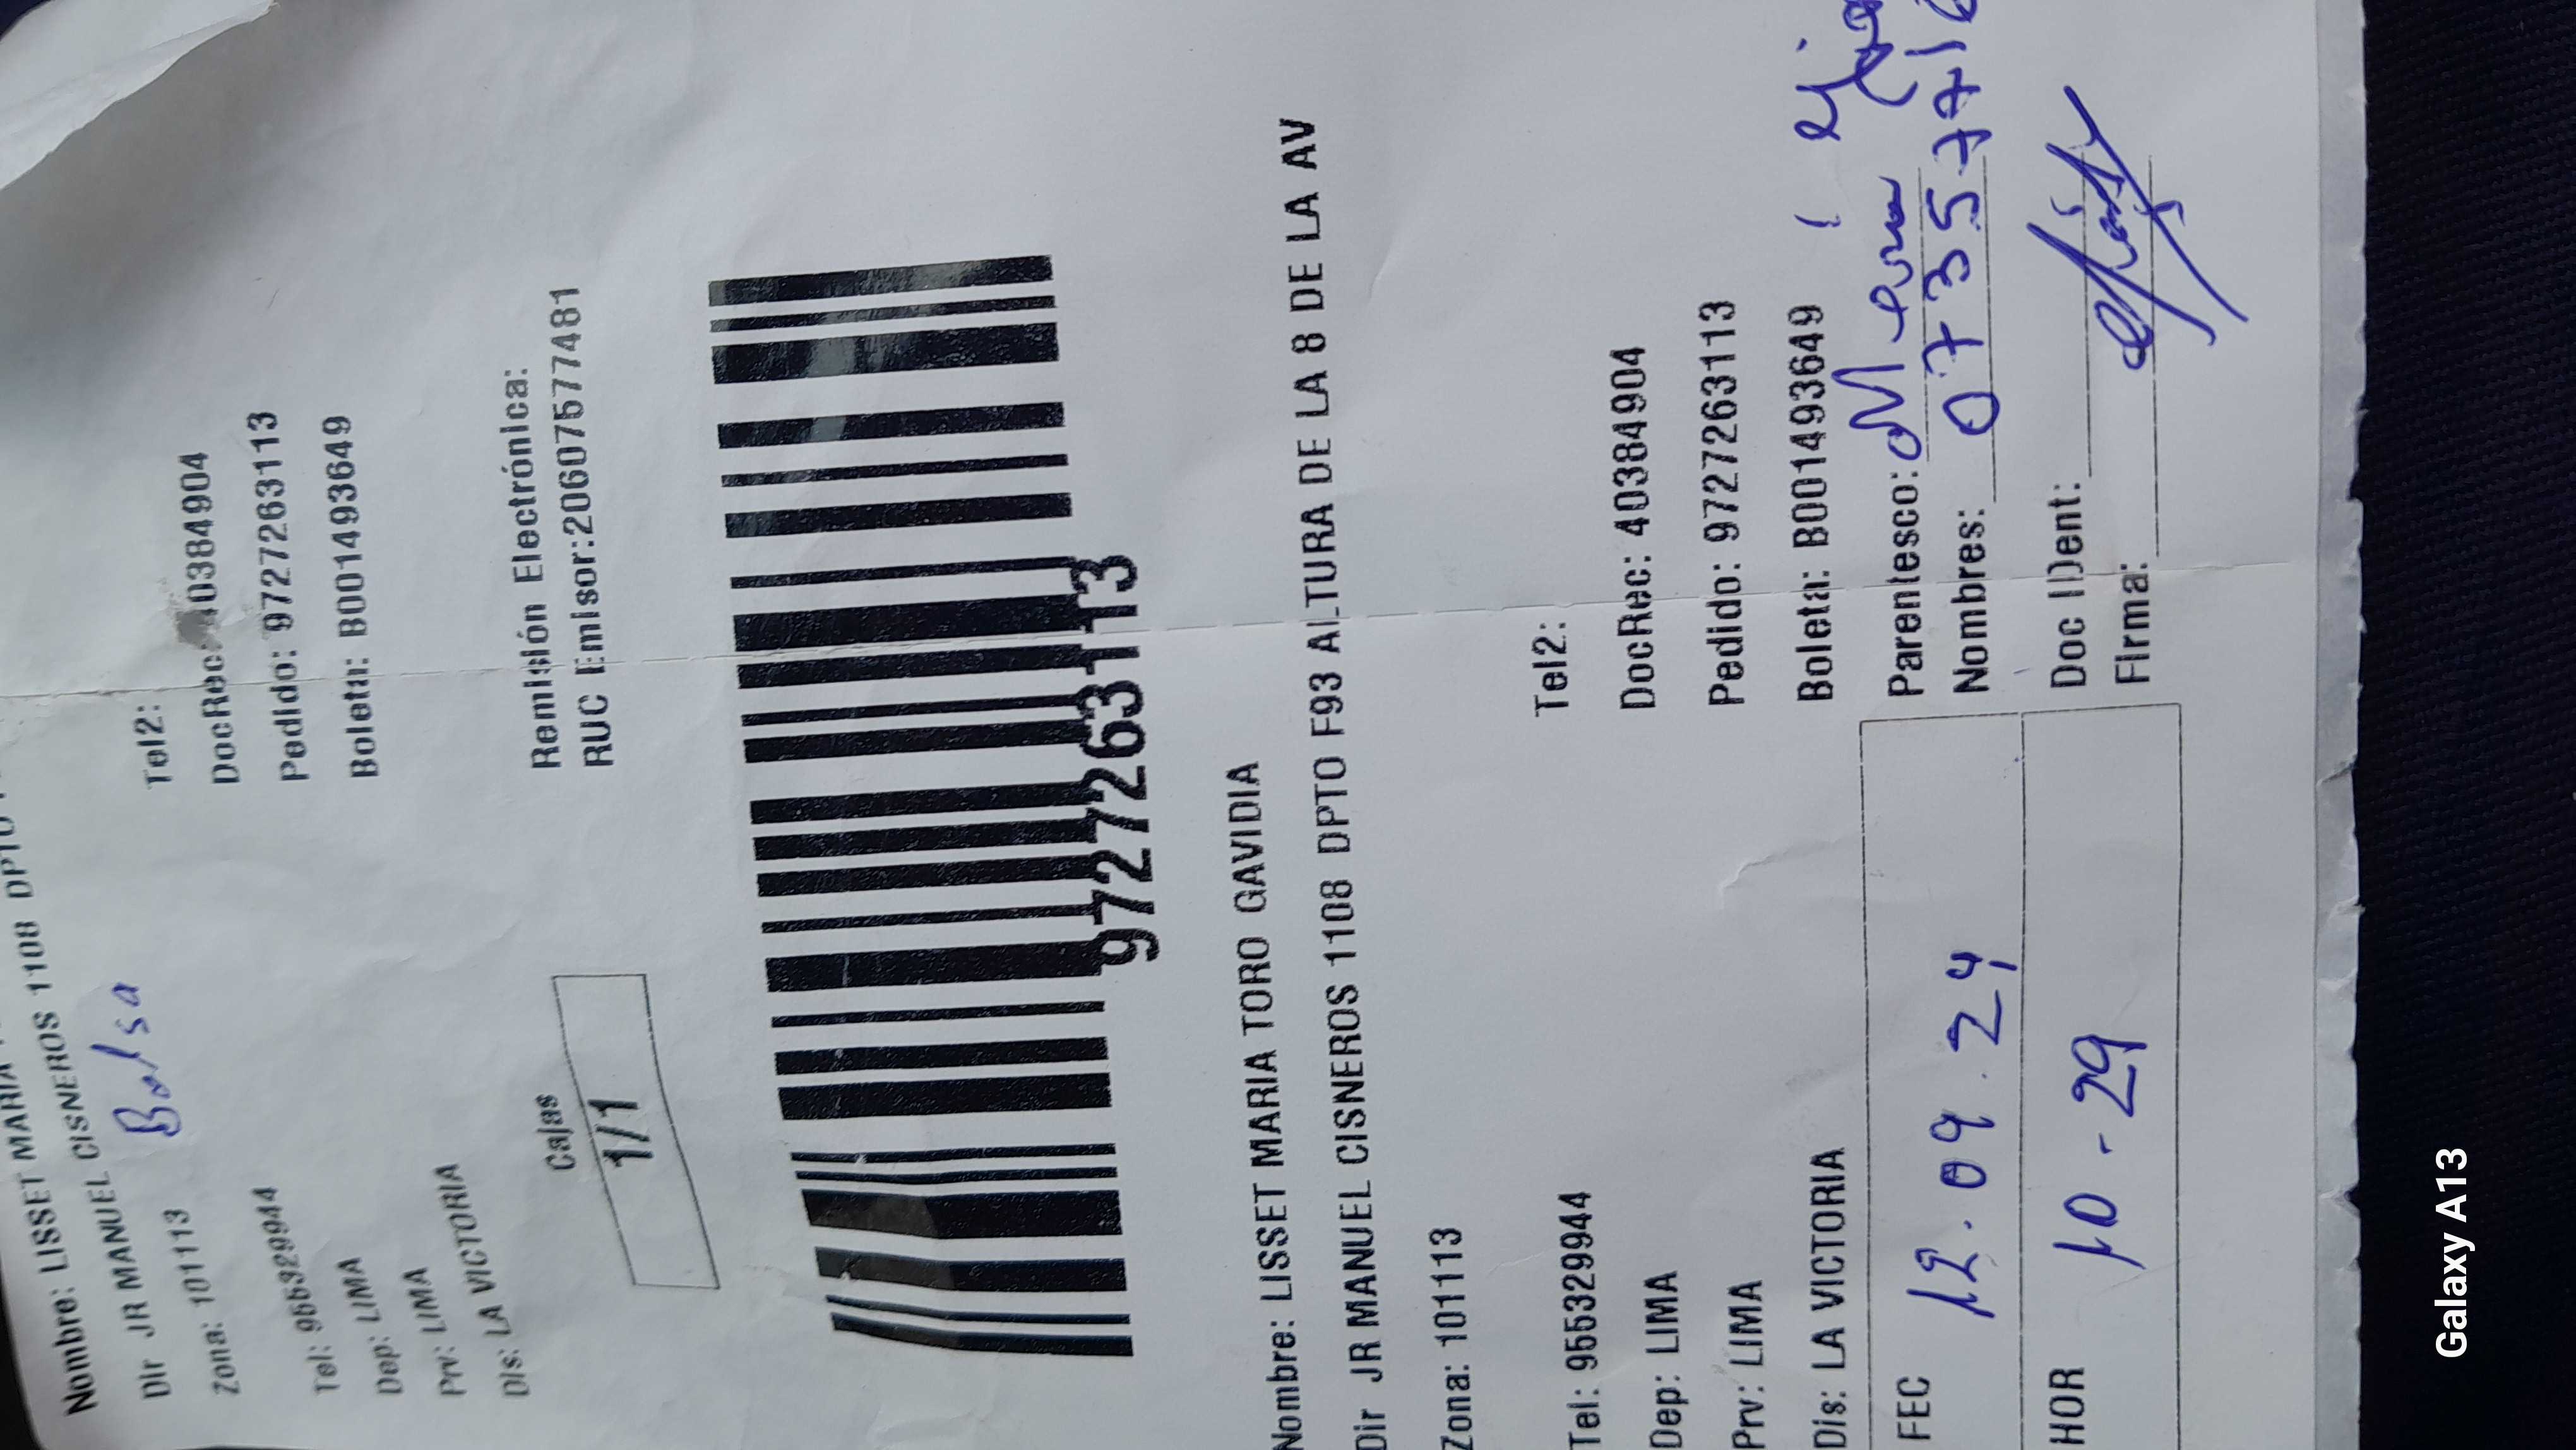 Nombre: LISSET MARIA
Dir JR MANUEL CISNEROS 1108 DPTO
Zona: 101113
Bolsa
Tel: 955329944
Tel2:
Dep: LIMA
DocRec: 40384904
Prv: LIMA
Pedido: 9727263113
Dis: LA VICTORIA
Boleta: B001493649
Cajas
1/1
Remisión Electrónica:
RUC Emisor:20607577481
9727263113
Nombre: LISSET MARIA TORO GAVIDIA
Dir JR MANUEL CISNEROS 1108 DPTO F93 ALTURA DE LA 8 DE LA AV
Zona: 101113
Tel: 955329944
Tel2:
Dep: LIMA
DocRec: 40384904
Prv: LIMA
Pedido: 9727263113
Dis: LA VICTORIA
Boleta: B001493649
FEC 12.09.24
Parentesco:
Nombres: 0735
HOR 10-29
Doc IDent:
Firma:
Galaxy A13